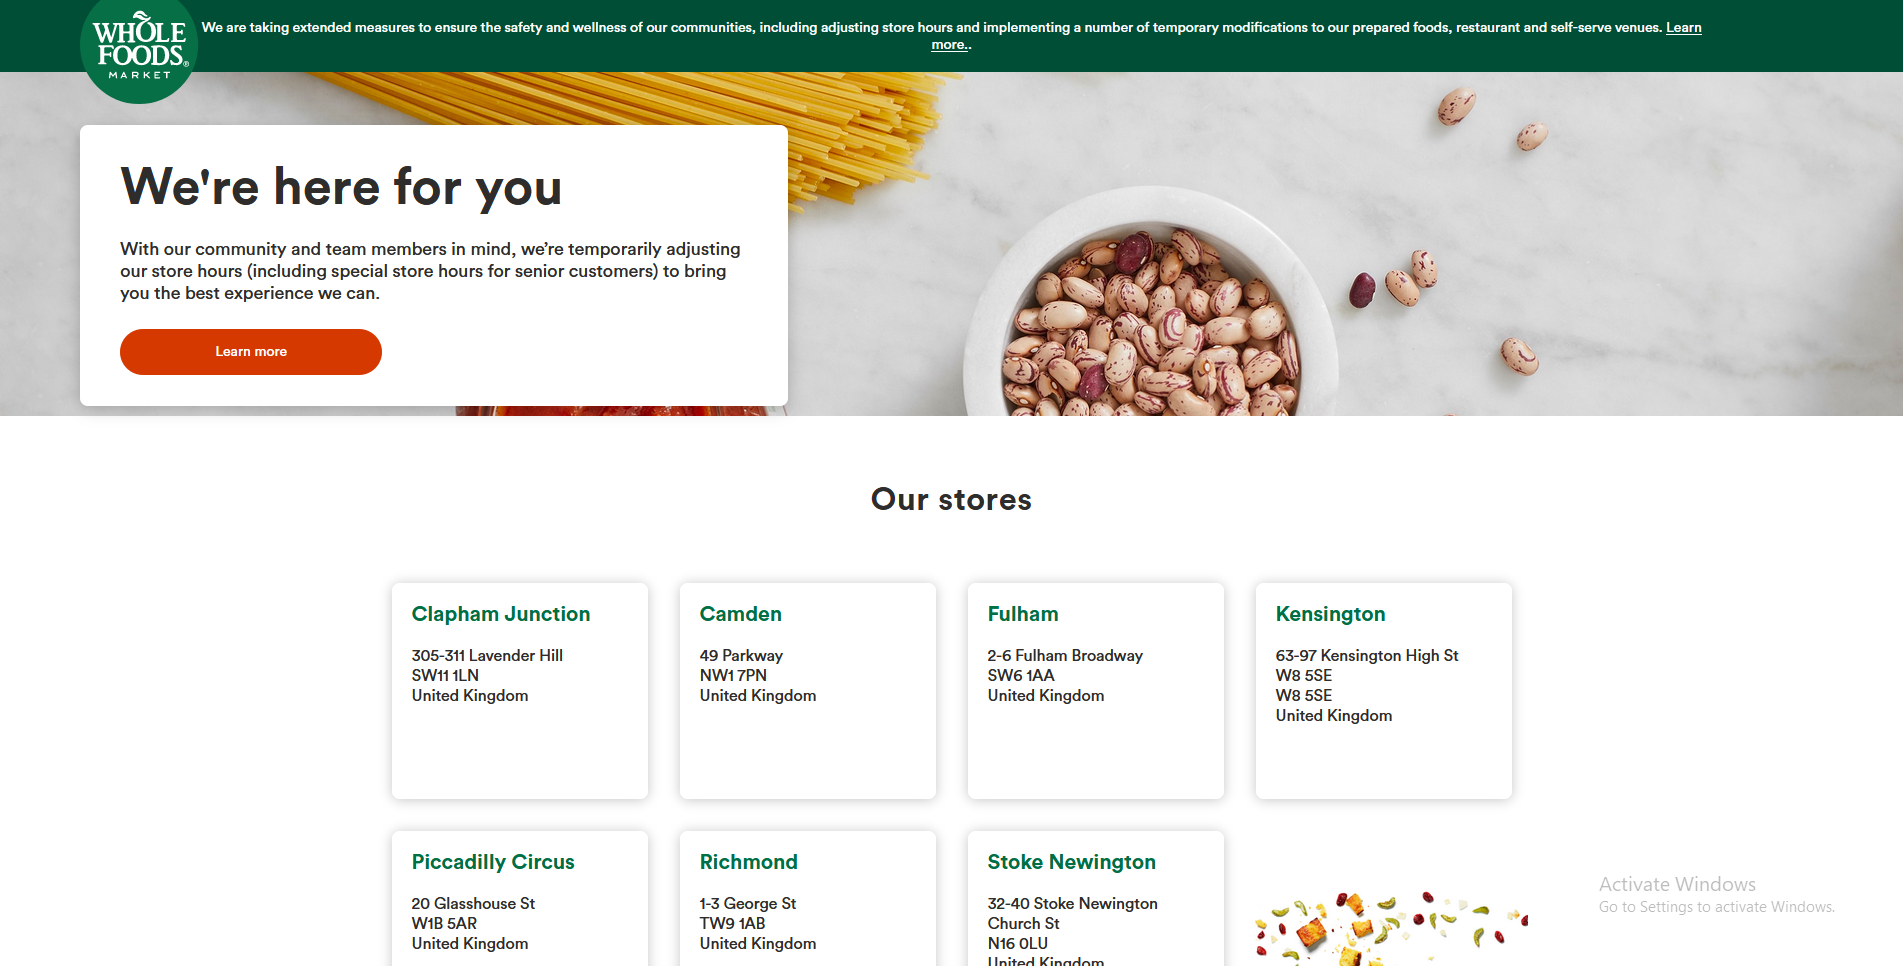 WHOLE
FOODS®
MARKET
We are taking extended measures to ensure the safety and wellness of our communities, including adjusting store hours and implementing a number of temporary modifications to our prepared foods, restaurant and self-serve venues. Learn
more..
We're here for you
With our community and team members in mind, we’re temporarily adjusting
our store hours (including special store hours for senior customers) to bring
you the best experience we can.
Learn more
Our stores
Clapham Junction
305-311 Lavender Hill
SW11 1LN
United Kingdom
Camden
49 Parkway
NW1 7PN
United Kingdom
Fulham
2-6 Fulham Broadway
SW6 1AA
United Kingdom
Kensington
63-97 Kensington High St
W8 5SE
W8 5SE
United Kingdom
Piccadilly Circus
20 Glasshouse St
W1B 5AR
United Kingdom
Richmond
1-3 George St
TW9 1AB
United Kingdom
Stoke Newington
32-40 Stoke Newington
Church St
N16 0LU
United Kingdom
Activate Windows
Go to Settings to activate Windows.